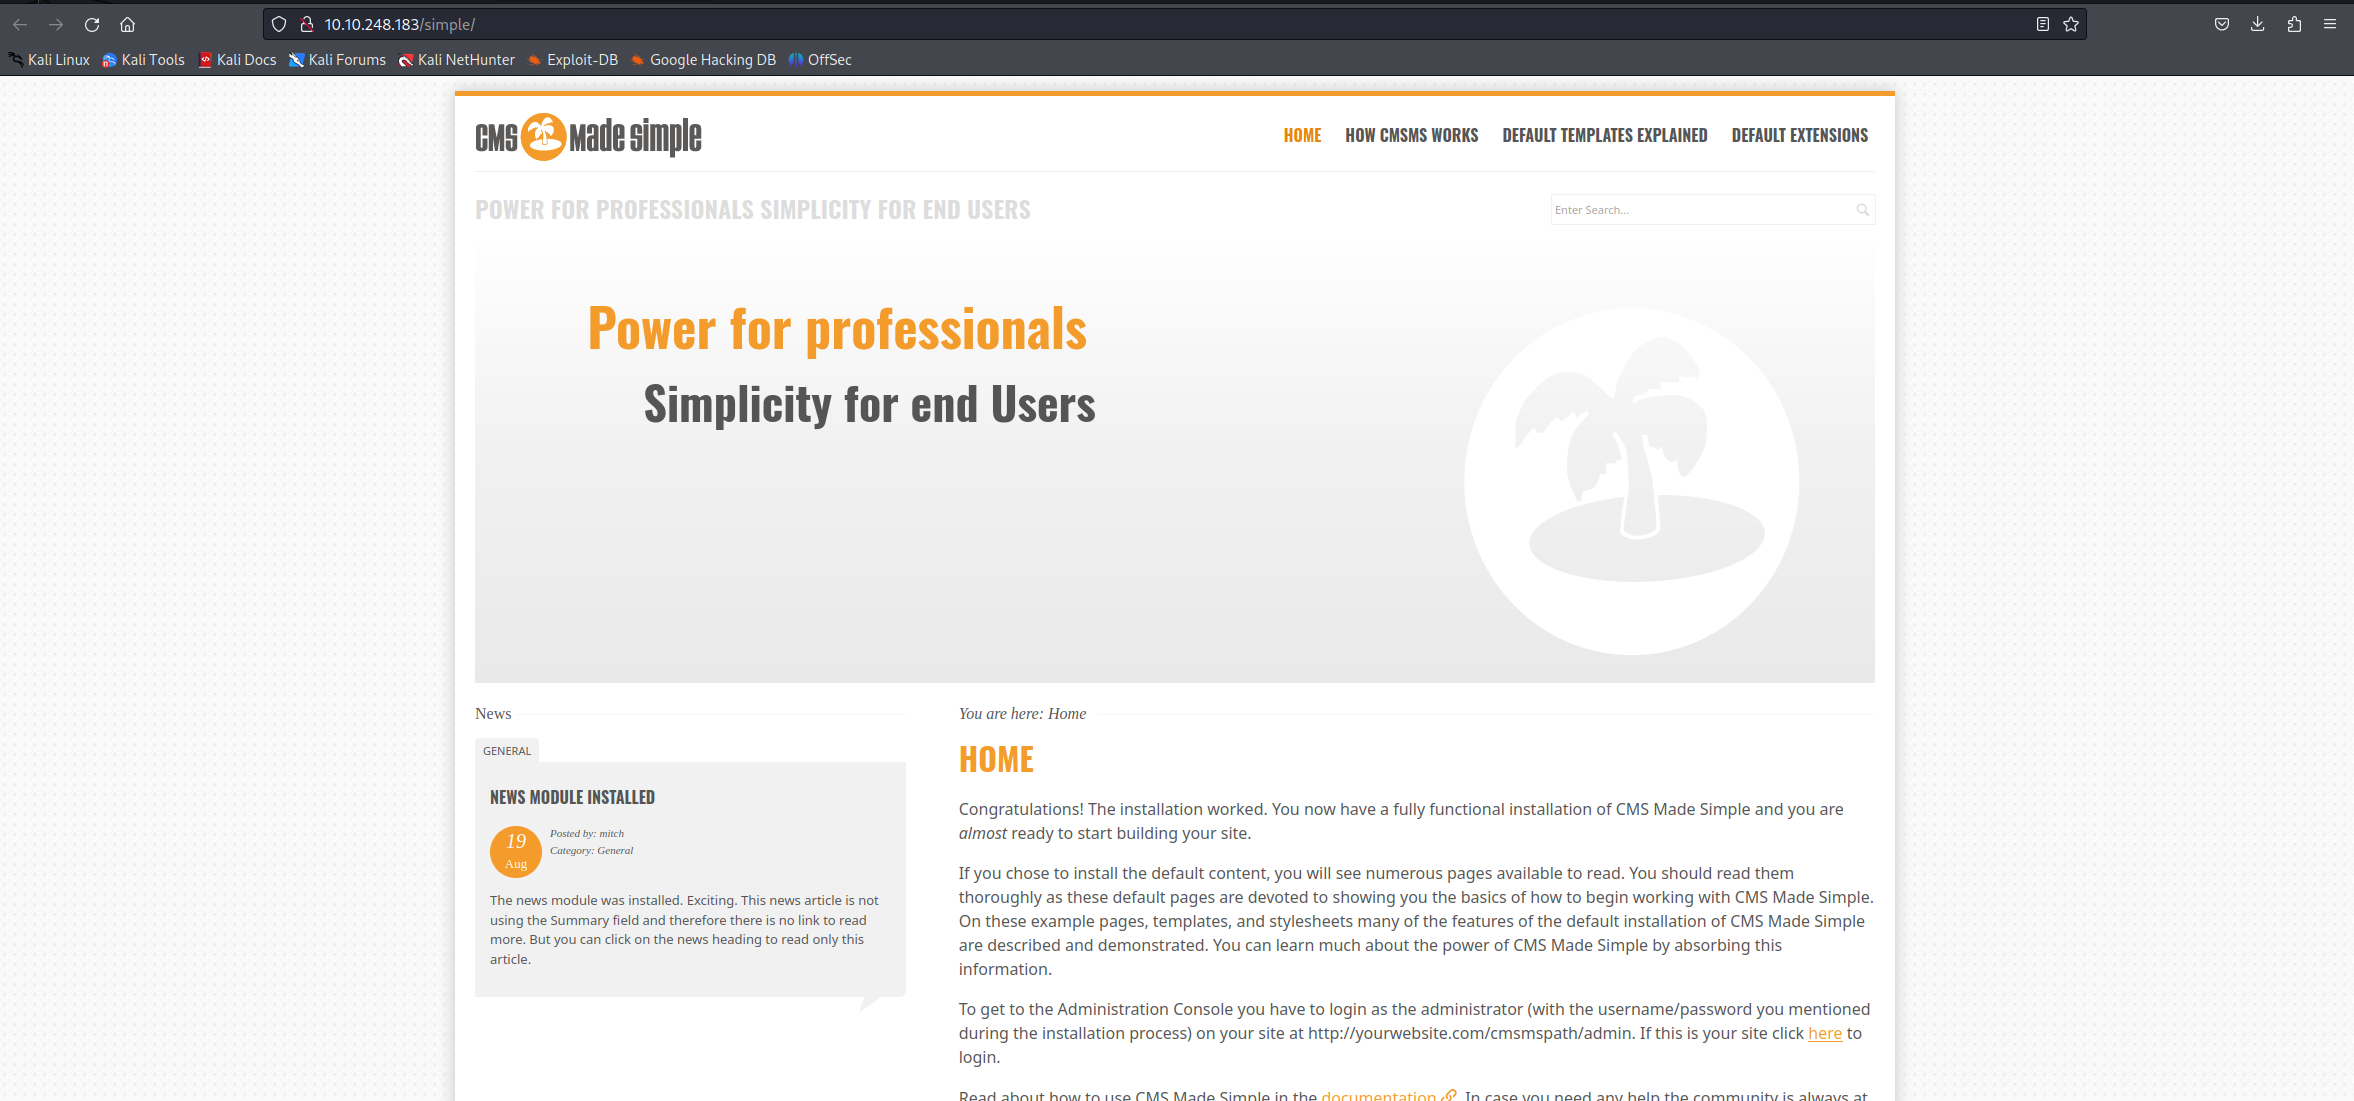 10.10.248.183/simple/
Kali Linux Kali Tools Kali Docs Kali Forums Kali NetHunter Exploit-DB Google Hacking DB OffSec
CMS made simple
HOME HOW CMSMS WORKS DEFAULT TEMPLATES EXPLAINED DEFAULT EXTENSIONS
POWER FOR PROFESSIONALS SIMPLICITY FOR END USERS
Enter Search...
Power for professionals
Simplicity for end Users
News
GENERAL
NEWS MODULE INSTALLED
19
Aug
Posted by: mitch
Category: General
The news module was installed. Exciting. This news article is not
using the Summary field and therefore there is no link to read
more. But you can click on the news heading to read only this
article.
You are here: Home
HOME
Congratulations! The installation worked. You now have a fully functional installation of CMS Made Simple and you are
almost ready to start building your site.
If you chose to install the default content, you will see numerous pages available to read. You should read them
thoroughly as these default pages are devoted to showing you the basics of how to begin working with CMS Made Simple.
On these example pages, templates, and stylesheets many of the features of the default installation of CMS Made Simple
are described and demonstrated. You can learn much about the power of CMS Made Simple by absorbing this
information.
To get to the Administration Console you have to login as the administrator (with the username/password you mentioned
during the installation process) on your site at http://yourwebsite.com/cmsmspath/admin. If this is your site click here to
login.
Read about how to use CMS Made Simple in the documentation. In case you need any help the community is always at